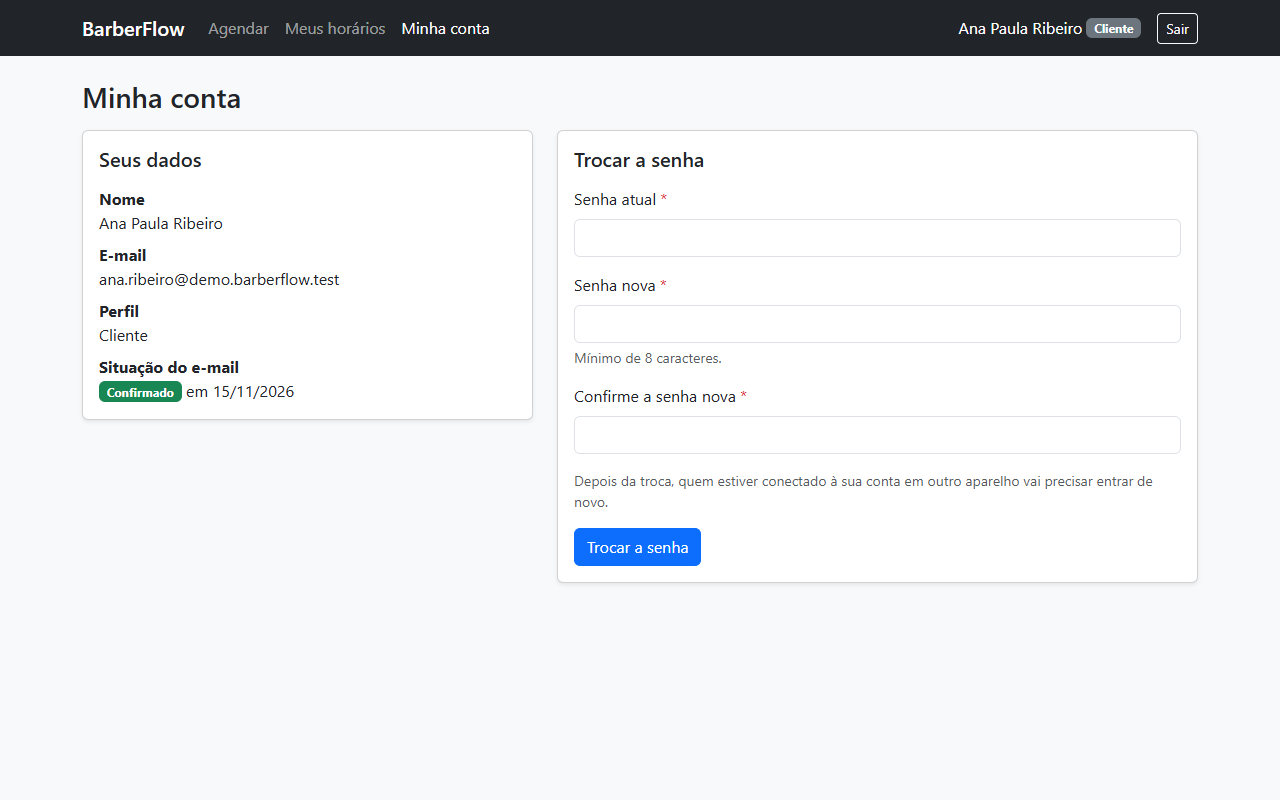 BarberFlow Agendar Meus horários Minha conta Ana Paula Ribeiro Cliente Sair
Minha conta
Seus dados
Nome
Ana Paula Ribeiro
E-mail
ana.ribeiro@demo.barberflow.test
Perfil
Cliente
Situação do e-mail
Confirmado em 15/11/2026
Trocar a senha
Senha atual *
Senha nova *
Mínimo de 8 caracteres.
Confirme a senha nova *
Depois da troca, quem estiver conectado à sua conta em outro aparelho vai precisar entrar de
novo.
Trocar a senha